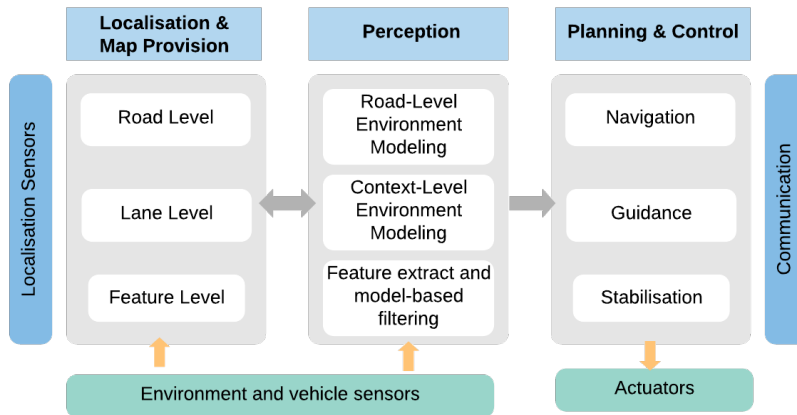 Localisation &
Map Provision
Perception
Planning & Control
Localisation Sensors
Road Level
Lane Level
Feature Level
Road-Level
Environment
Modeling
Context-Level
Environment
Modeling
Feature extract and
model-based
filtering
Navigation
Guidance
Stabilisation
Communication
Environment and vehicle sensors
Actuators